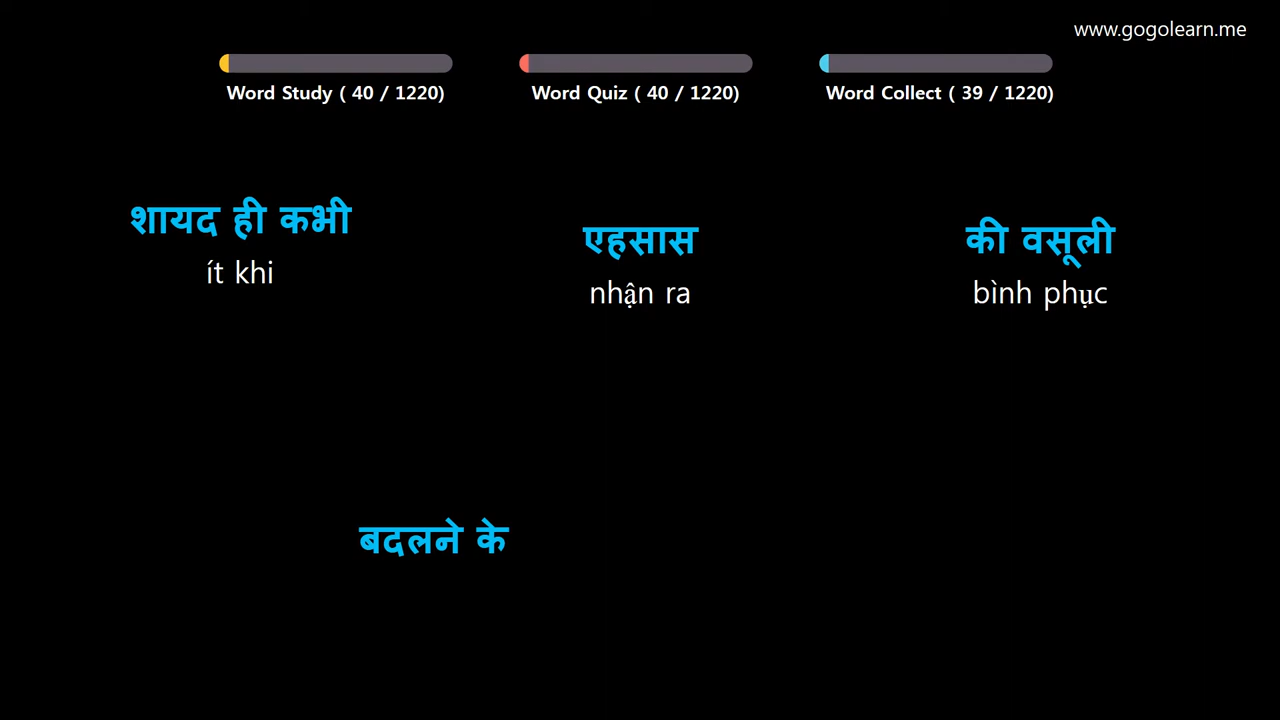 www.gogolearn.me
Word Study ( 40 / 1220)
Word Quiz ( 40 / 1220)
Word Collect ( 39 / 1220)
शायद ही कभी
ít khi
एहसास
nhận ra
की वसूली
bình phục
बदलने के